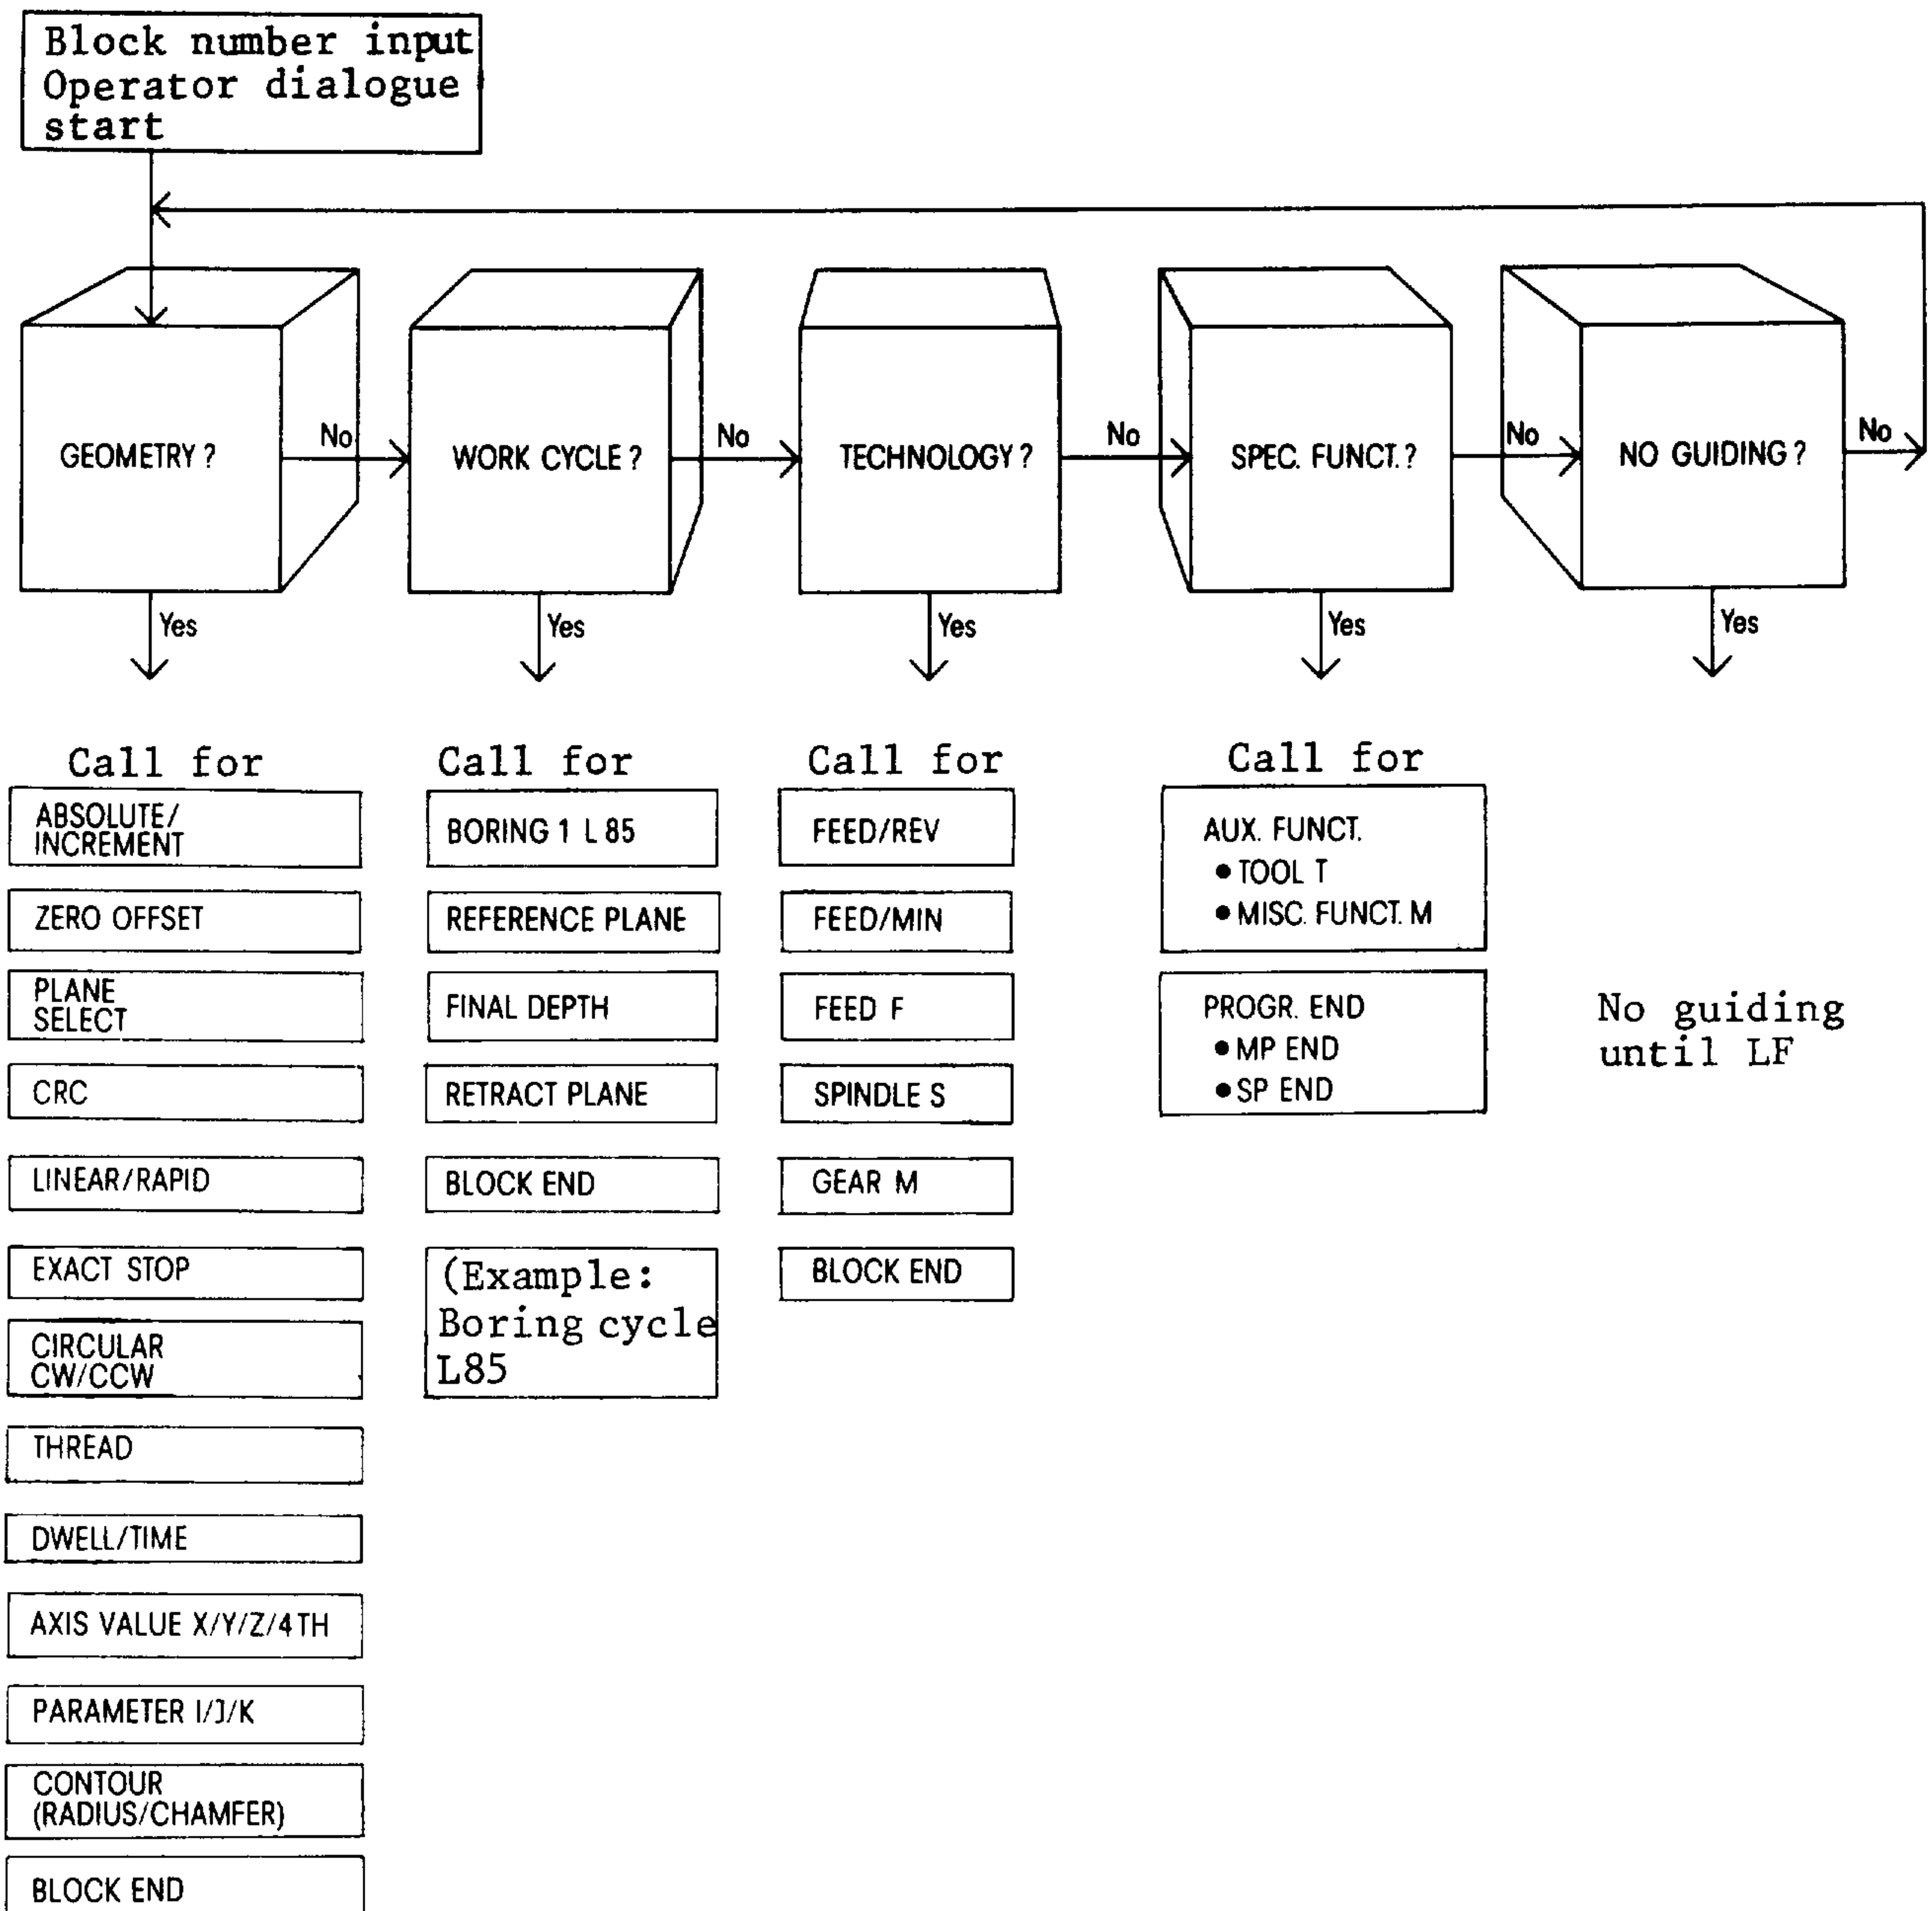 Block number input
Operator dialogue
start
GEOMETRY ?
No
WORK CYCLE ?
No
TECHNOLOGY ?
No
SPEC. FUNCT. ?
No
NO GUIDING ?
No
Yes
Yes
Yes
Yes
Yes
Call for
ABSOLUTE/
INCREMENT
ZERO OFFSET
PLANE
SELECT
CRC
LINEAR/RAPID
EXACT STOP
CIRCULAR
CW/CCW
THREAD
DWELL/TIME
AXIS VALUE X/Y/Z/4TH
PARAMETER I/J/K
CONTOUR
(RADIUS/CHAMFER)
BLOCK END
Call for
BORING 1 L 85
REFERENCE PLANE
FINAL DEPTH
RETRACT PLANE
BLOCK END
(Example:
Boring cycle
L85
Call for
FEED/REV
FEED/MIN
FEED F
SPINDLE S
GEAR M
BLOCK END
Call for
AUX. FUNCT.
• TOOL T
• MISC. FUNCT. M
PROGR. END
• MP END
• SP END
No guiding
until LF